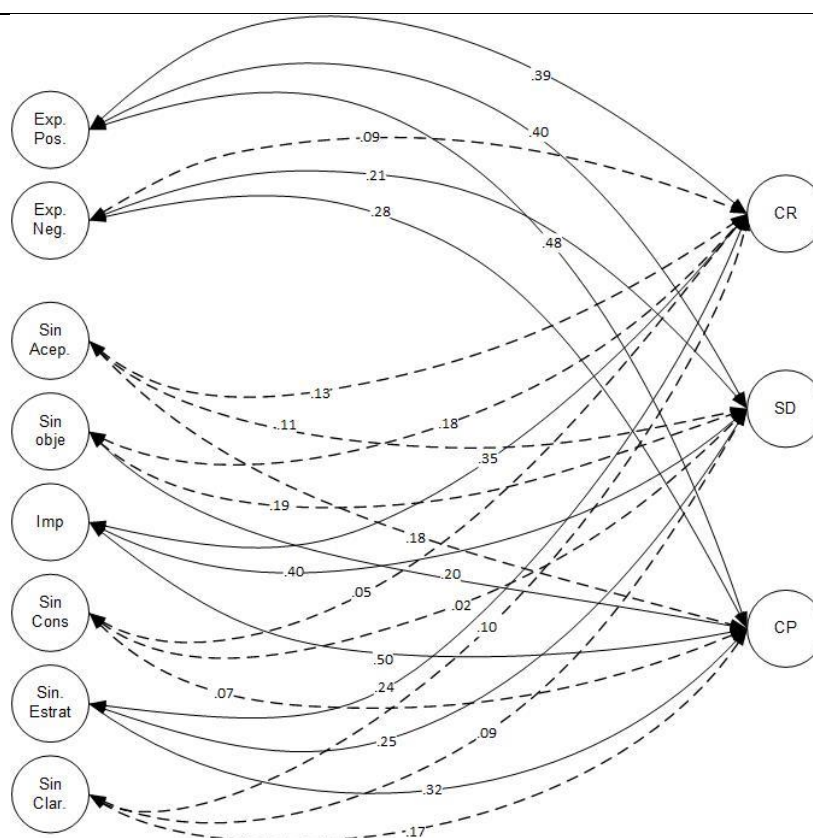 Exp.
Pos.
.39
.40
-.09
Exp.
Neg.
.21
.28
CR
.48
Sin
Acep.
.13
.11
SD
Sin
obje
.18
.35
.19
Imp
.18
.40
.20
.05
Sin
Cons
.02
.10
CP
.50
.24
.07
Sin.
Estrat
.09
.25
.32
Sin
Clar.
-.17